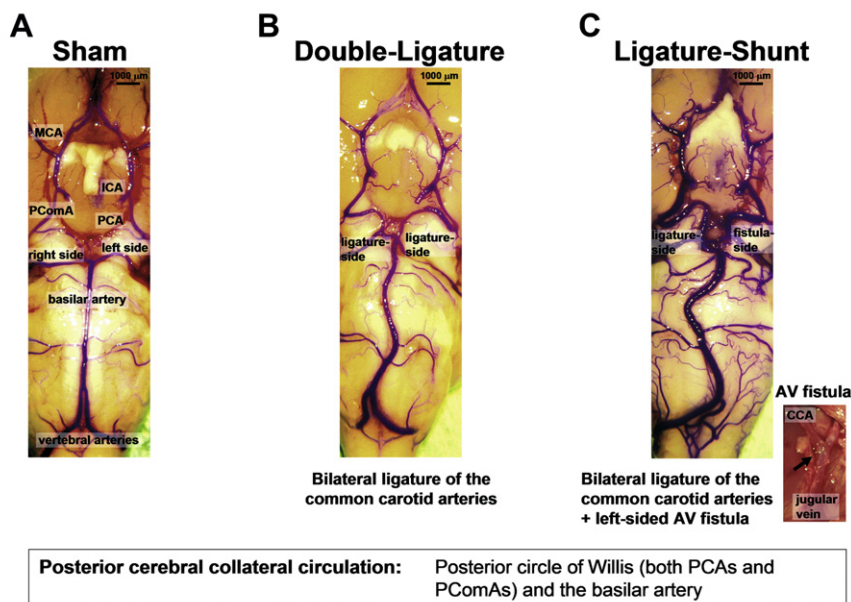 A
Sham
1000 µm
MCA
ICA
PComA
PCA
left side
right side
basilar artery
vertebral arteries
B
Double-Ligature
1000 µm
ligature-
side
ligature-
side
Bilateral ligature of the
common carotid arteries
C
Ligature-Shunt
1000 µm
ligature-
side
fistula-
side
Bilateral ligature of the
common carotid arteries
+ left-sided AV fistula
AV fistula
CCA
jugular
vein
Posterior cerebral collateral circulation: Posterior circle of Willis (both PCAs and
PComAs) and the basilar artery